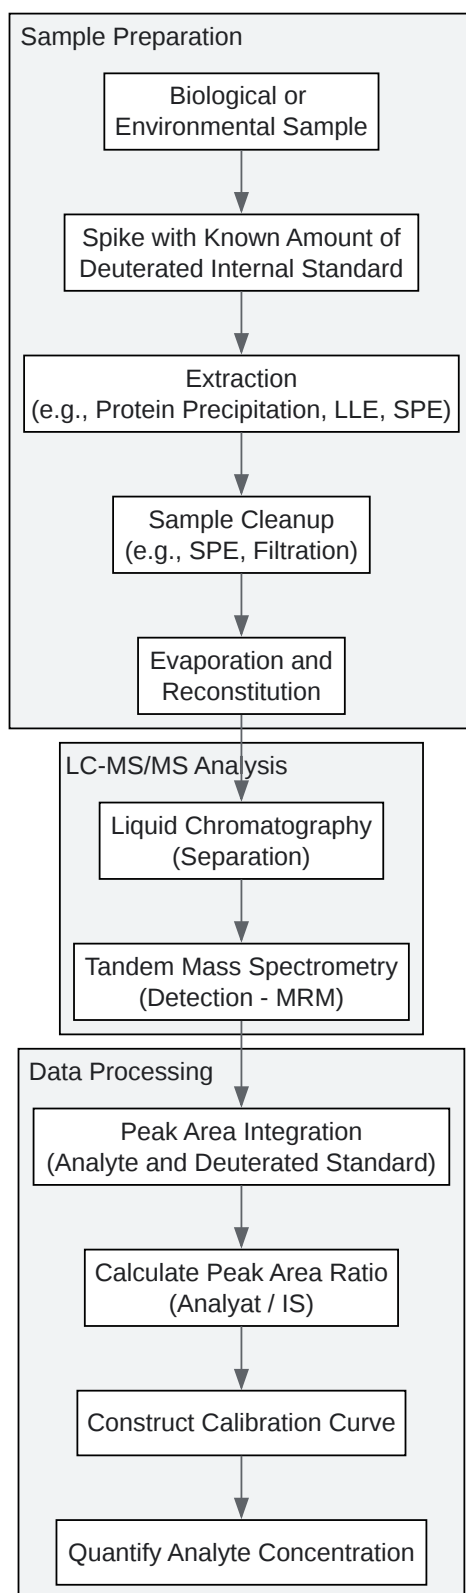 Sample Preparation
Biological or
Environmental Sample
Spike with Known Amount of
Deuterated Internal Standard
Extraction
(e.g., Protein Precipitation, LLE, SPE)
Sample Cleanup
(e.g., SPE, Filtration)
Evaporation and
Reconstitution
LC-MS/MS Analysis
Liquid Chromatography
(Separation)
Tandem Mass Spectrometry
(Detection - MRM)
Data Processing
Peak Area Integration
(Analyte and Deuterated Standard)
Calculate Peak Area Ratio
(Analyat / IS)
Construct Calibration Curve
Quantify Analyte Concentration